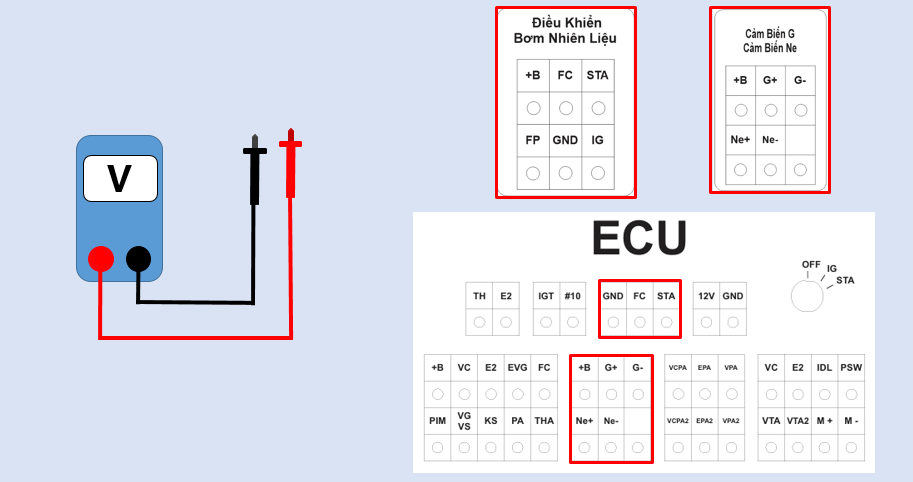 Điều Khiển
Bơm Nhiên Liệu
+B FC STA
FP GND IG
Cảm Biến G
Cảm Biến Ne
+B G+ G-
Ne+ Ne-
V
ECU
OFF IG STA
TH E2 IGT #10 GND FC STA 12V GND
+B VC E2 EVG FC +B G+ G- VCPA EPA VPA VC E2 IDL PSW
PIM VG VS KS PA THA Ne+ Ne- VCPA2 EPA2 VPA2 VTA VTA2 M + M -